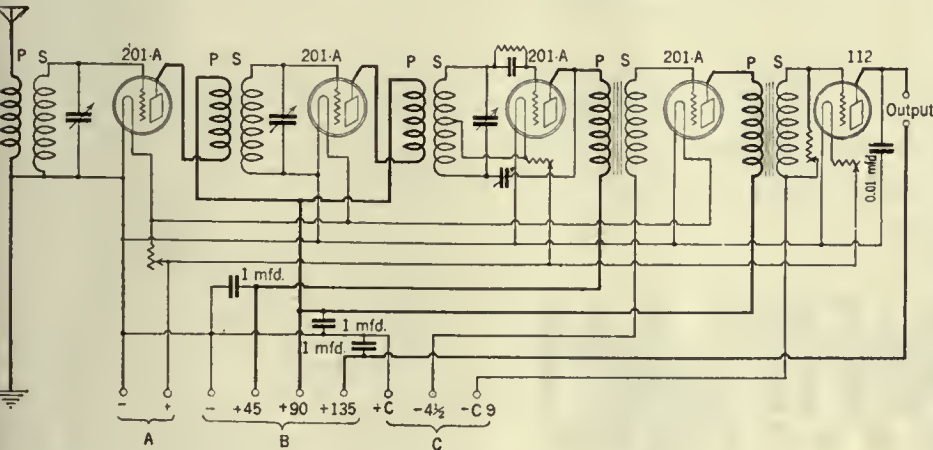 201-A 201-A 201-A 201-A 112
P S P S P S P S P S
Output
0.01 mfd.
1 mfd.
1 mfd.
1 mfd.
- + - +45 +90 +135 +C -4½ -C 9
A B C